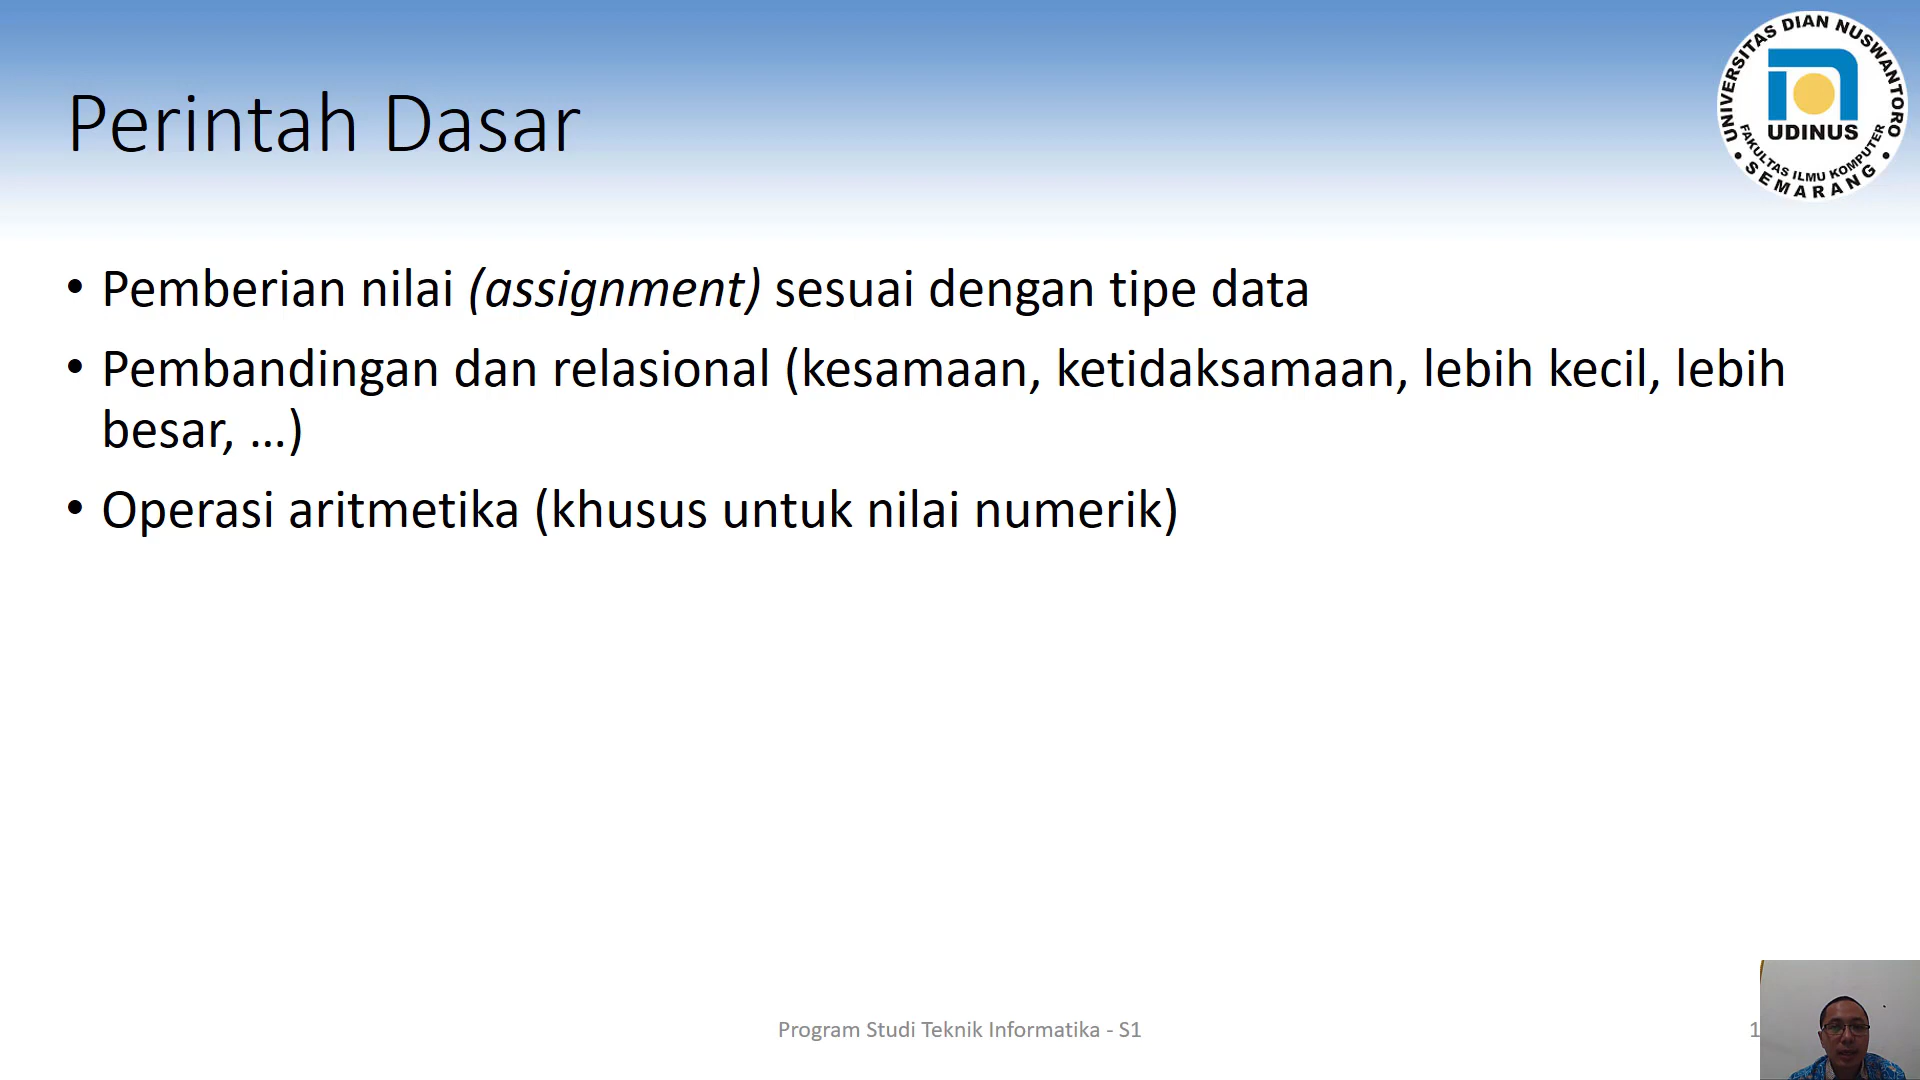 Perintah Dasar
UNIVERSITAS DIAN NUSWANTORO
UDINUS
FAKULTAS ILMU KOMPUTER
• SEMARANG •
• Pemberian nilai (assignment) sesuai dengan tipe data
• Pembandingan dan relasional (kesamaan, ketidaksamaan, lebih kecil, lebih
besar, ...)
• Operasi aritmetika (khusus untuk nilai numerik)
Program Studi Teknik Informatika - S1